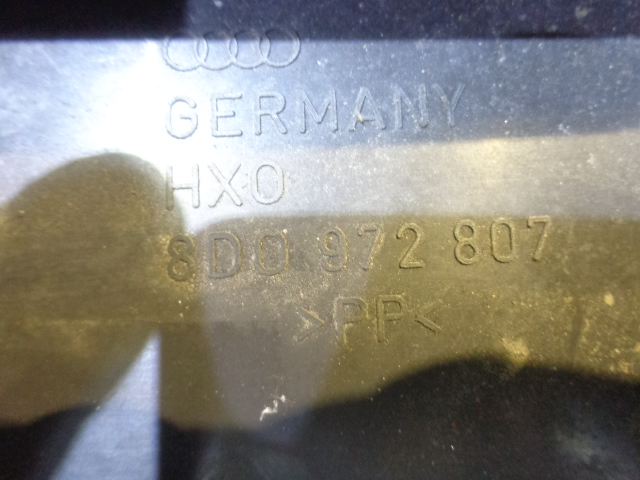 GERMANY
HXO
8D0 972 807
>PP<